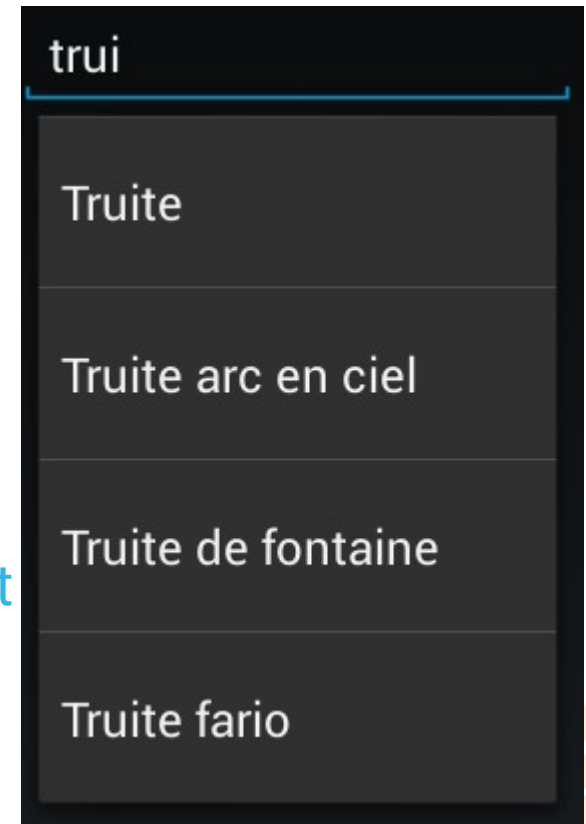 trui
Truite
Truite arc en ciel
Truite de fontaine
t
Truite fario